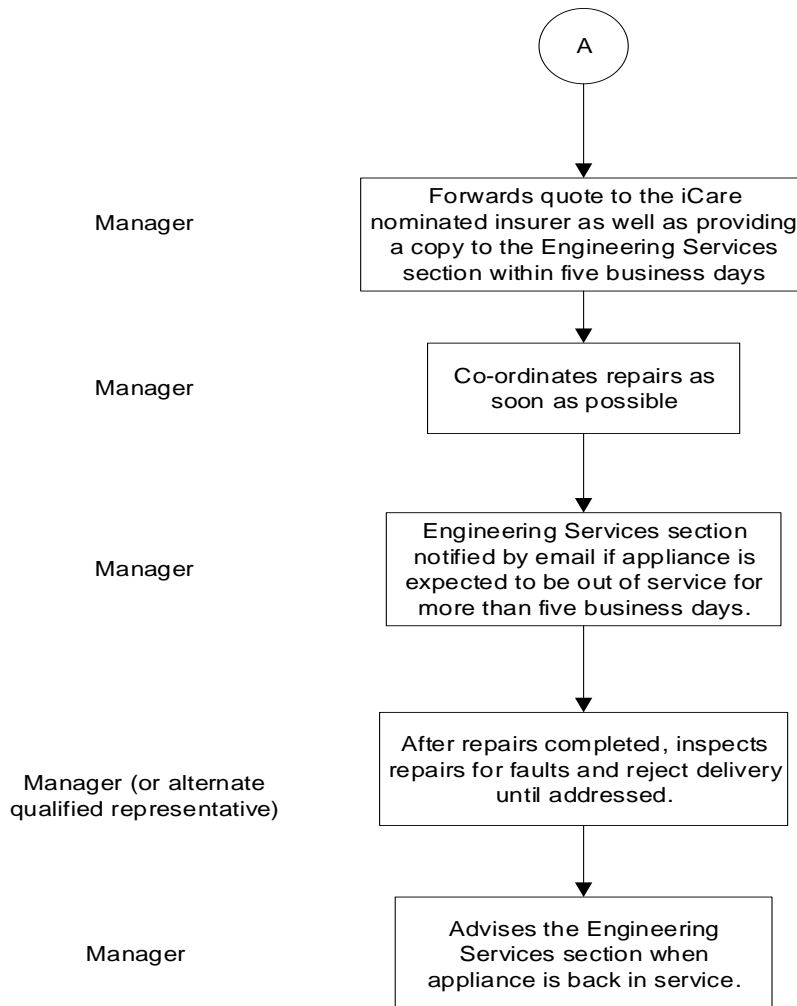 A
Manager
Forwards quote to the iCare
nominated insurer as well as providing
a copy to the Engineering Services
section within five business days
Manager
Co-ordinates repairs as
soon as possible
Manager
Engineering Services section
notified by email if appliance is
expected to be out of service for
more than five business days.
Manager (or alternate
qualified representative)
After repairs completed, inspects
repairs for faults and reject delivery
until addressed.
Manager
Advises the Engineering
Services section when
appliance is back in service.